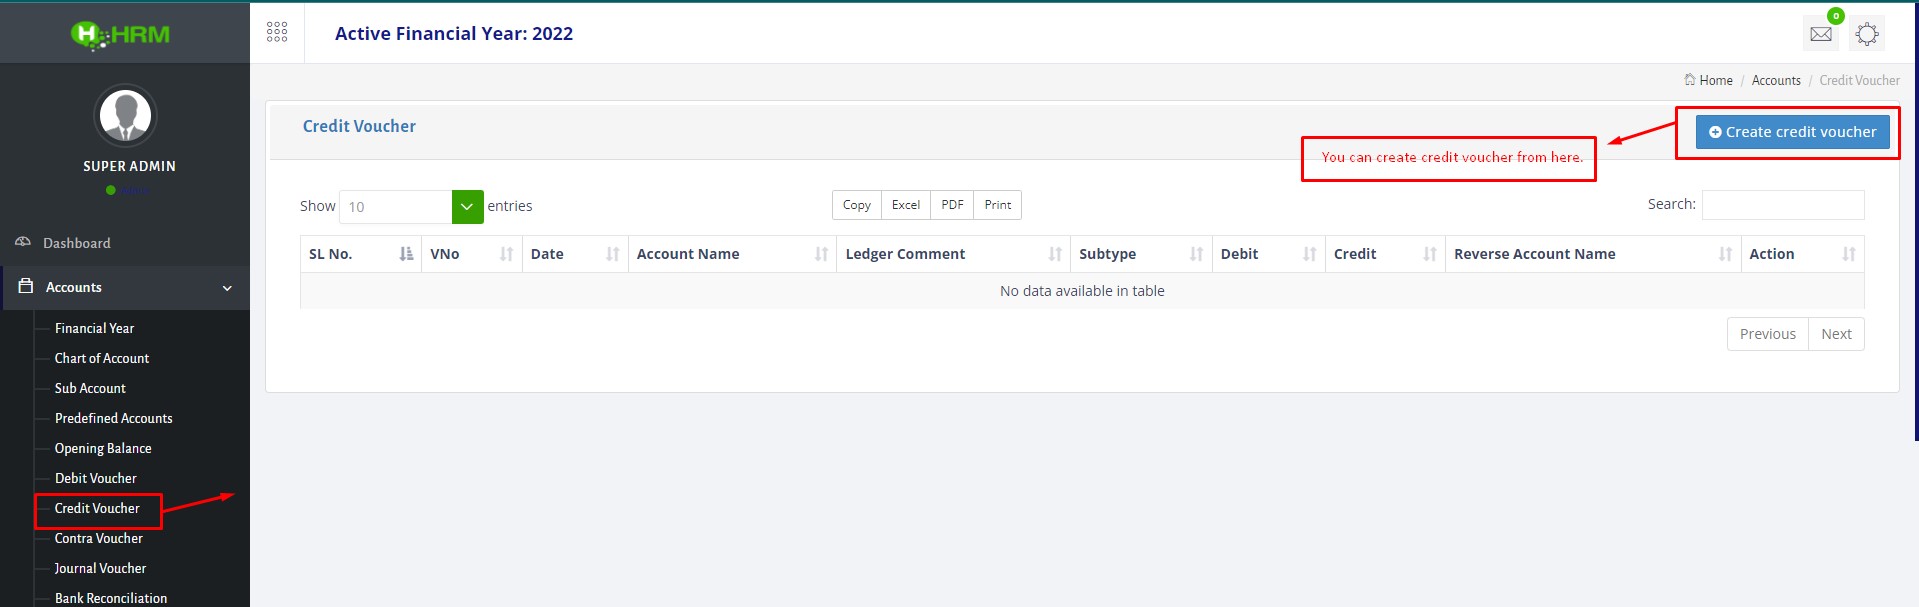 HRM
Active Financial Year: 2022
0
SUPER ADMIN
Dashboard
Accounts
Financial Year
Chart of Account
Sub Account
Predefined Accounts
Opening Balance
Debit Voucher
Credit Voucher
Contra Voucher
Journal Voucher
Bank Reconciliation
Home / Accounts / Credit Voucher
Credit Voucher
Create credit voucher
You can create credit voucher from here.
Show 10 entries
Copy Excel PDF Print
Search:
SL No. VNo Date Account Name Ledger Comment Subtype Debit Credit Reverse Account Name Action
No data available in table
Previous Next